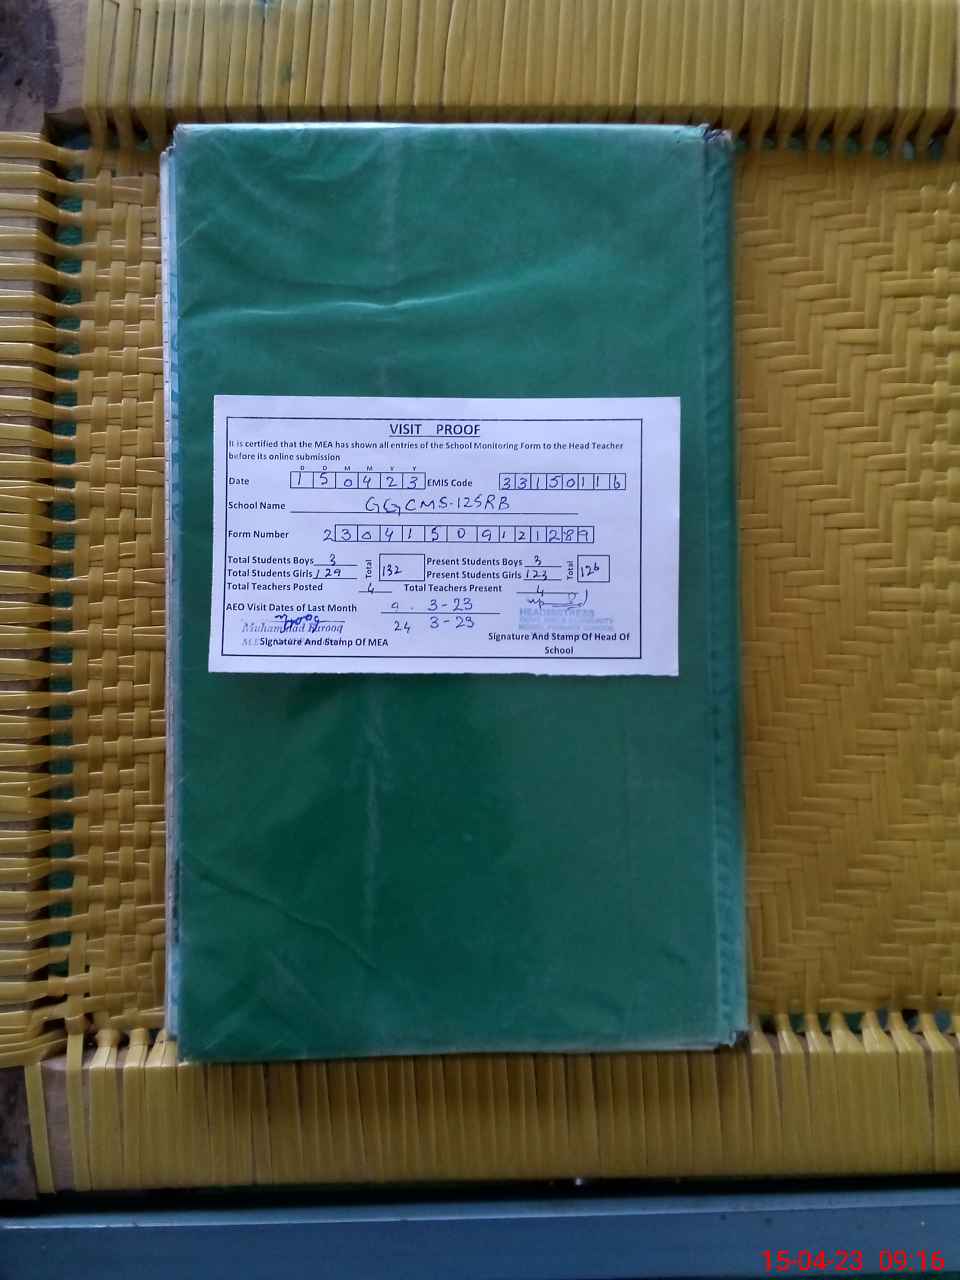 VISIT PROOF
It is certified that the MEA has shown all entries of the School Monitoring Form to the Head Teacher
before its online submission
D D M M Y Y
Date 1 5 0 4 2 3 EMIS Code 3 3 1 5 0 1 1 6
School Name GGCMS-125RB
Form Number 2 3 0 4 1 5 0 9 1 2 1 2 8 9
Total Students Boys 3 Total 132 Present Students Boys 3 Total 126
Total Students Girls 129 Present Students Girls 123
Total Teachers Posted 4 Total Teachers Present 4
AEO Visit Dates of Last Month 9. 3-23
24 3-23
Muhammad Farooq
HEADMISTRESS
Signature And Stamp Of MEA
Signature And Stamp Of Head Of
School
15-04-23 09:16